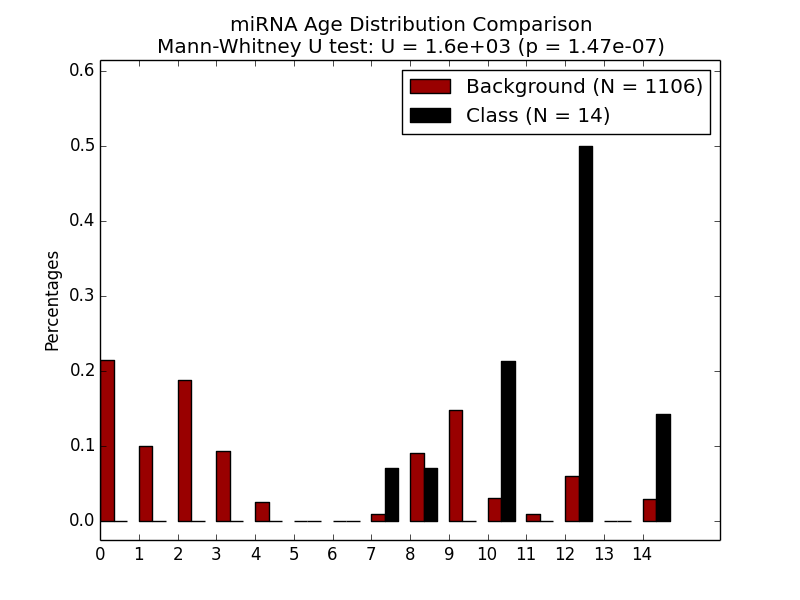 miRNA Age Distribution Comparison
Mann-Whitney U test: U = 1.6e+03 (p = 1.47e-07)
Background (N = 1106)
Class (N = 14)
Percentages
0.6
0.5
0.4
0.3
0.2
0.1
0.0
0 1 2 3 4 5 6 7 8 9 10 11 12 13 14